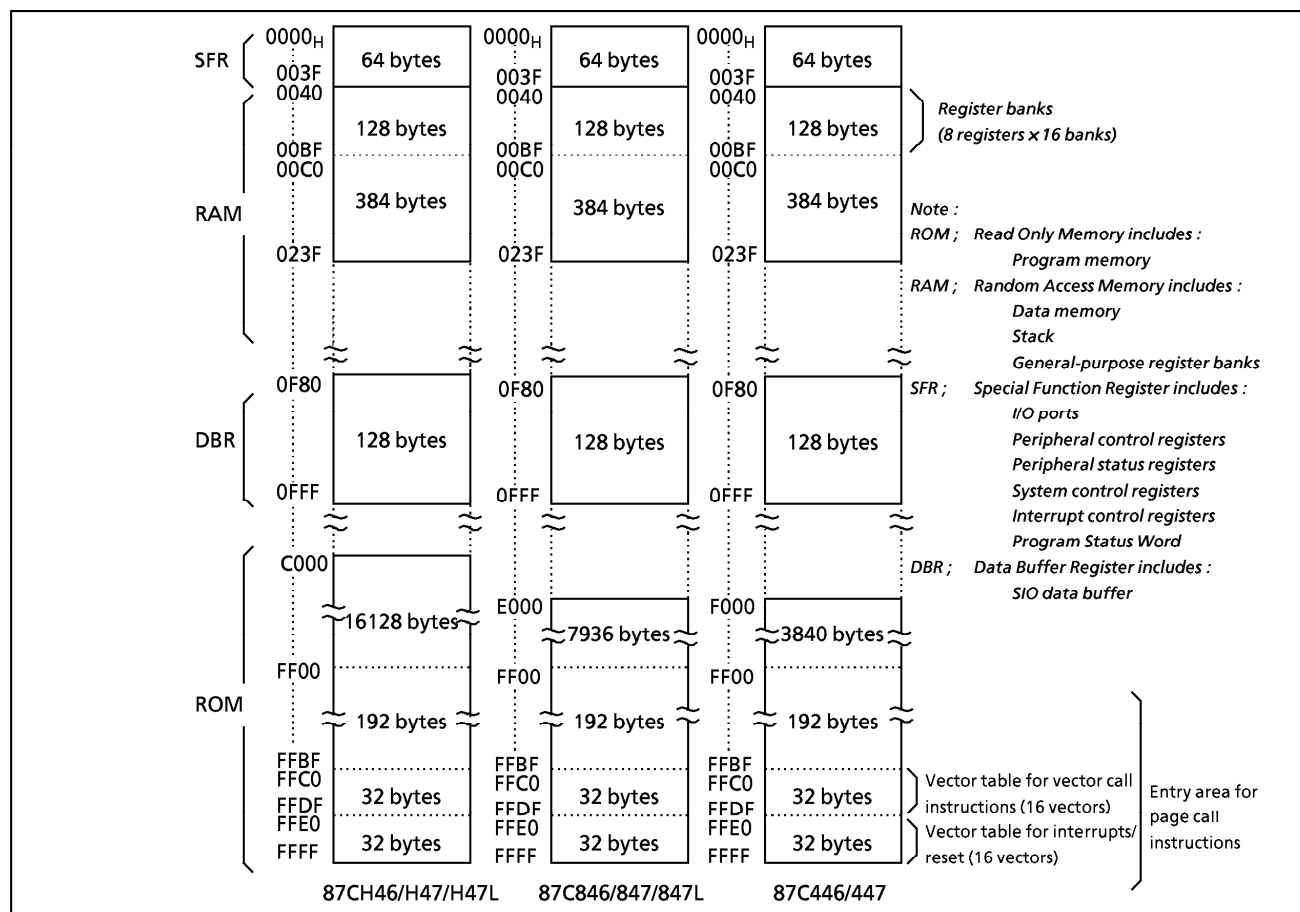 SFR
RAM
DBR
ROM
0000H
003F
0040
00BF
00C0
023F
0F80
0FFF
C000
FF00
FFBF
FFC0
FFDF
FFE0
FFFF
64 bytes
128 bytes
384 bytes
128 bytes
16128 bytes
192 bytes
32 bytes
32 bytes
87CH46/H47/H47L
0000H
003F
0040
00BF
00C0
023F
0F80
0FFF
E000
FF00
FFBF
FFC0
FFDF
FFE0
FFFF
64 bytes
128 bytes
384 bytes
128 bytes
7936 bytes
192 bytes
32 bytes
32 bytes
87C846/847/847L
0000H
003F
0040
00BF
00C0
023F
0F80
0FFF
F000
FF00
FFBF
FFC0
FFDF
FFE0
FFFF
64 bytes
128 bytes
384 bytes
128 bytes
3840 bytes
192 bytes
32 bytes
32 bytes
87C446/447
Register banks
(8 registers × 16 banks)
Note :
ROM ; Read Only Memory includes :
Program memory
RAM ; Random Access Memory includes :
Data memory
Stack
General-purpose register banks
SFR ; Special Function Register includes :
I/O ports
Peripheral control registers
Peripheral status registers
System control registers
Interrupt control registers
Program Status Word
DBR ; Data Buffer Register includes :
SIO data buffer
Vector table for vector call
instructions (16 vectors)
Vector table for interrupts/
reset (16 vectors)
Entry area for
page call
instructions